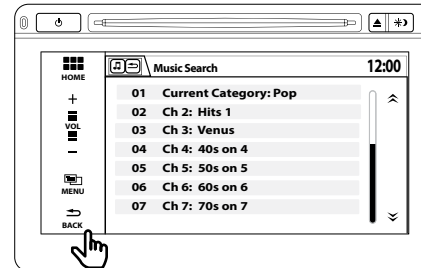 Music Search
12:00
HOME
+
VOL
−
MENU
BACK
01 Current Category: Pop
02 Ch 2: Hits 1
03 Ch 3: Venus
04 Ch 4: 40s on 4
05 Ch 5: 50s on 5
06 Ch 6: 60s on 6
07 Ch 7: 70s on 7